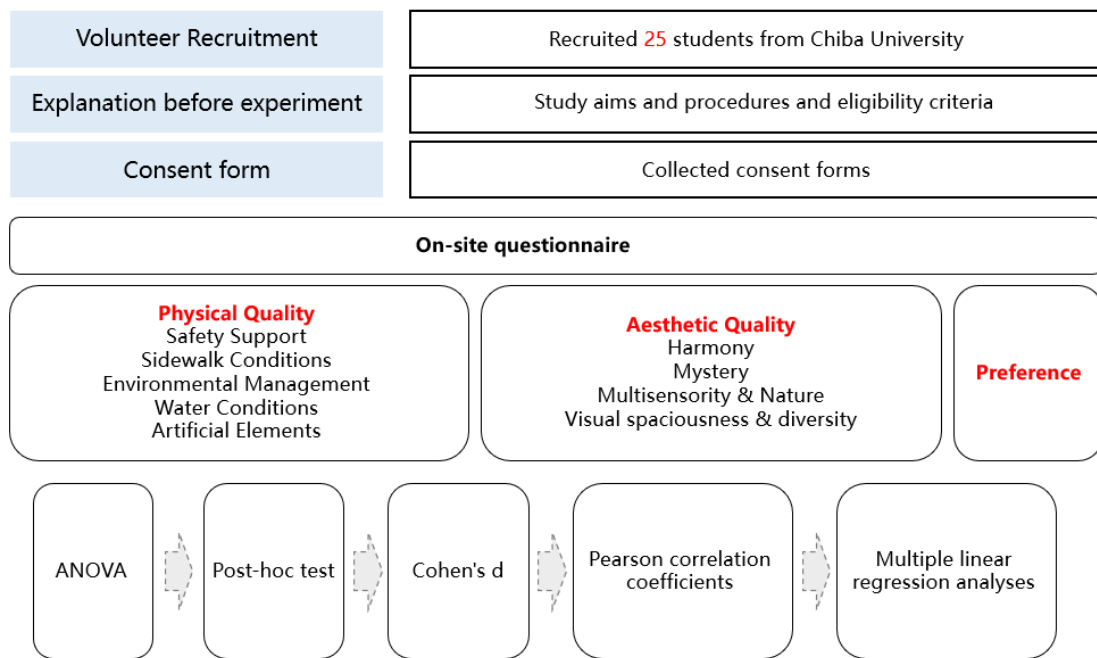 Volunteer Recruitment
Recruited 25 students from Chiba University
Explanation before experiment
Study aims and procedures and eligibility criteria
Consent form
Collected consent forms
On-site questionnaire
Physical Quality
Safety Support
Sidewalk Conditions
Environmental Management
Water Conditions
Artificial Elements
Aesthetic Quality
Harmony
Mystery
Multisensority & Nature
Visual spaciousness & diversity
Preference
ANOVA
Post-hoc test
Cohen's d
Pearson correlation
coefficients
Multiple linear
regression analyses